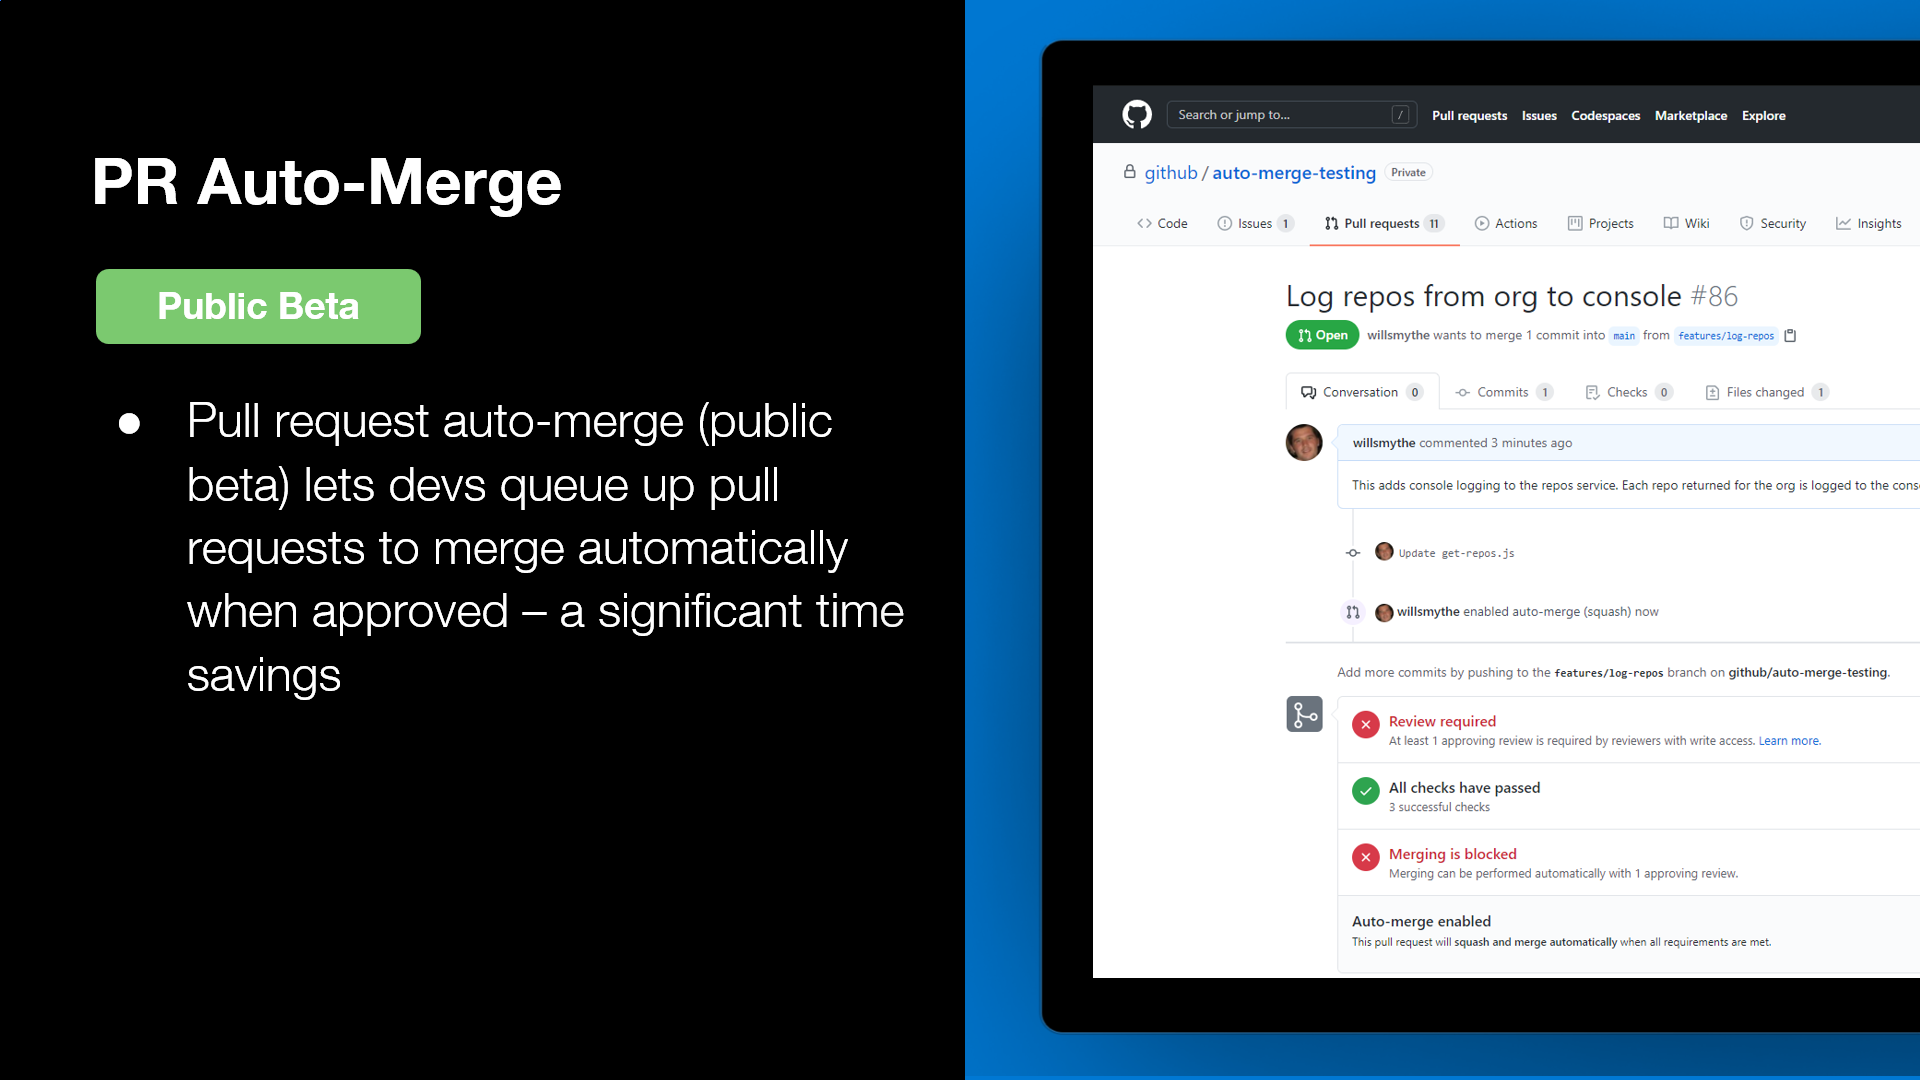 PR Auto-Merge
Public Beta
● Pull request auto-merge (public
beta) lets devs queue up pull
requests to merge automatically
when approved – a significant time
savings
Search or jump to... /
Pull requests Issues Codespaces Marketplace Explore
github / auto-merge-testing Private
Code Issues 1 Pull requests 11 Actions Projects Wiki Security Insights
Log repos from org to console #86
Open willsmythe wants to merge 1 commit into main from features/log-repos
Conversation 0 Commits 1 Checks 0 Files changed 1
willsmythe commented 3 minutes ago
This adds console logging to the repos service. Each repo returned for the org is logged to the
Update get-repos.js
willsmythe enabled auto-merge (squash) now
Add more commits by pushing to the features/log-repos branch on github/auto-merge-testing.
Review required
At least 1 approving review is required by reviewers with write access. Learn more.
All checks have passed
3 successful checks
Merging is blocked
Merging can be performed automatically with 1 approving review.
Auto-merge enabled
This pull request will squash and merge automatically when all requirements are met.